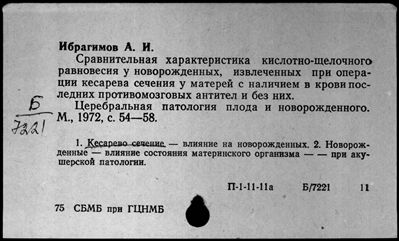 Ибрагимов А. И.
Сравнительная характеристика кислотно-щелочного
равновесия у новорожденных, извлеченных при опера-
ции кесарева сечения у матерей с наличием в крови пос-
ледних противомозговых антител и без них.
Церебральная патология плода и новорожденного.
М., 1972, с. 54—58.
Б
7221
1. Кесарево сечение — влияние на новорожденных. 2. Новорож-
денные — влияние состояния материнского организма — — при аку-
шерской патологии.
П-1-11-11а Б/7221 11
75 СБМБ при ГЦНМБ